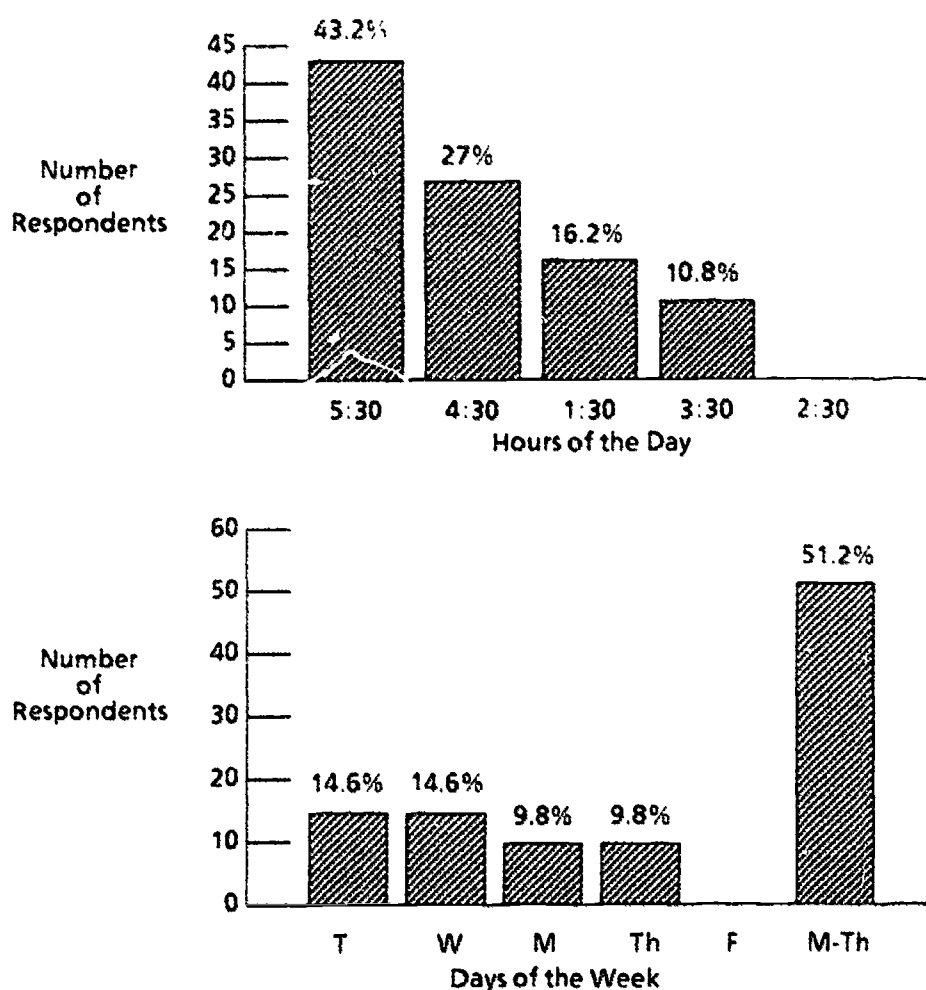 43.2%
45
40
35
30
25
20
15
10
5
0
Number
of
Respondents
27%
16.2%
10.8%
5:30 4:30 1:30 3:30 2:30
Hours of the Day
60
50
40
30
20
10
0
Number
of
Respondents
14.6% 14.6% 9.8% 9.8% 51.2%
T W M Th F M-Th
Days of the Week